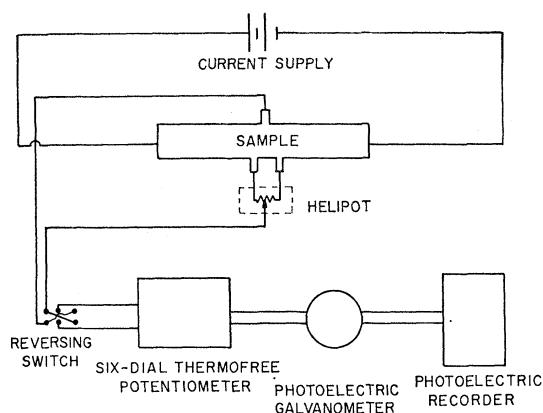 CURRENT SUPPLY
SAMPLE
HELIPOT
REVERSING
SWITCH
SIX-DIAL THERMOFREE
POTENTIOMETER
PHOTOELECTRIC
GALVANOMETER
PHOTOELECTRIC
RECORDER